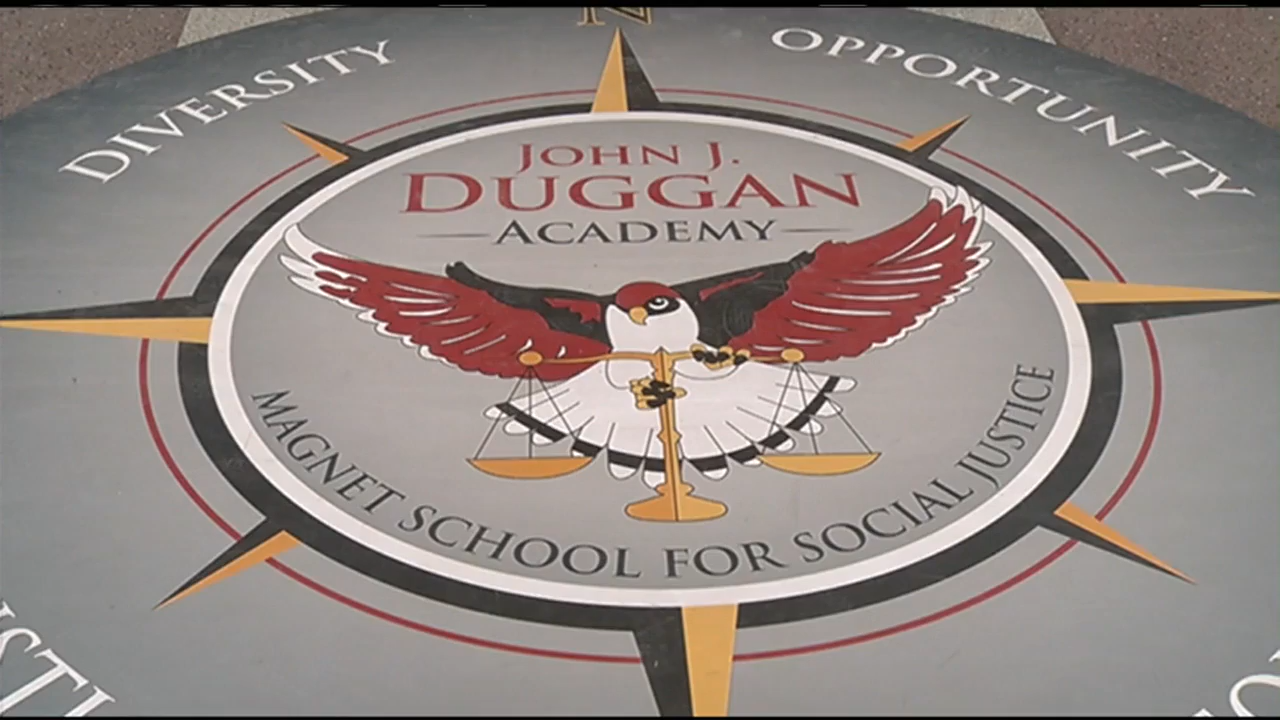 N
DIVERSITY
OPPORTUNITY
JOHN J.
DUGGAN
ACADEMY
MAGNET SCHOOL FOR SOCIAL JUSTICE